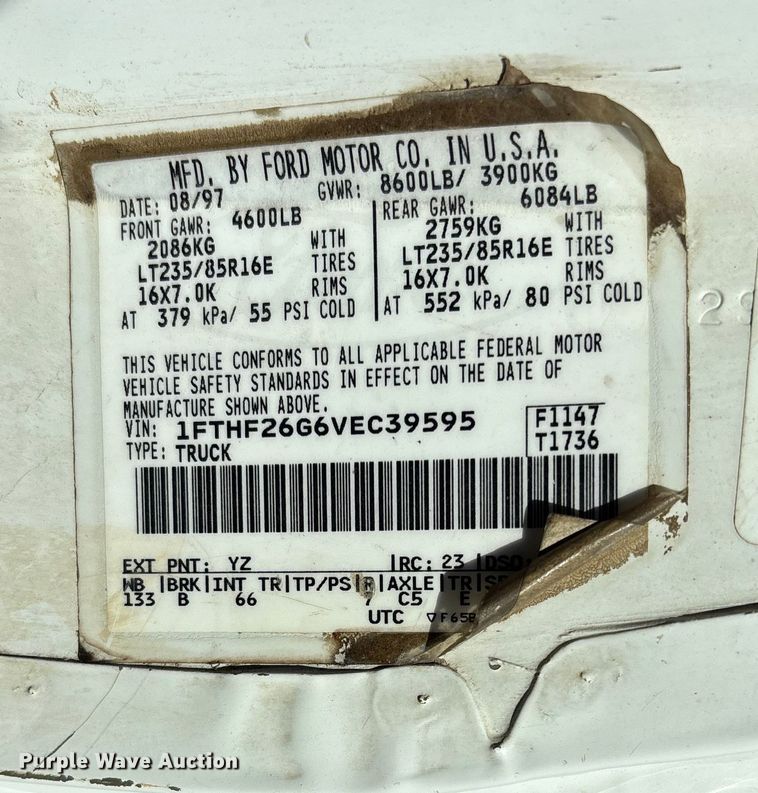 MFD. BY FORD MOTOR CO. IN U.S.A.
DATE: 08/97 GVWR: 8600LB/ 3900KG
FRONT GAWR: 4600LB
2086KG WITH
LT235/85R16E TIRES
16X7.0K RIMS
AT 379 kPa/ 55 PSI COLD
REAR GAWR: 6084LB
2759KG WITH
LT235/85R16E TIRES
16X7.0K RIMS
AT 552 kPa/ 80 PSI COLD
THIS VEHICLE CONFORMS TO ALL APPLICABLE FEDERAL MOTOR
VEHICLE SAFETY STANDARDS IN EFFECT ON THE DATE OF
MANUFACTURE SHOWN ABOVE.
VIN: 1FTHF26G6VEC39595
TYPE: TRUCK
F1147
T1736
EXT PNT: YZ |RC: 23 |DSO:
WB |BRK|INT TR|TP/PS|R|AXLE|TR|
133 B 66 7 C5 E
UTC ▽F65B
Purple Wave Auction